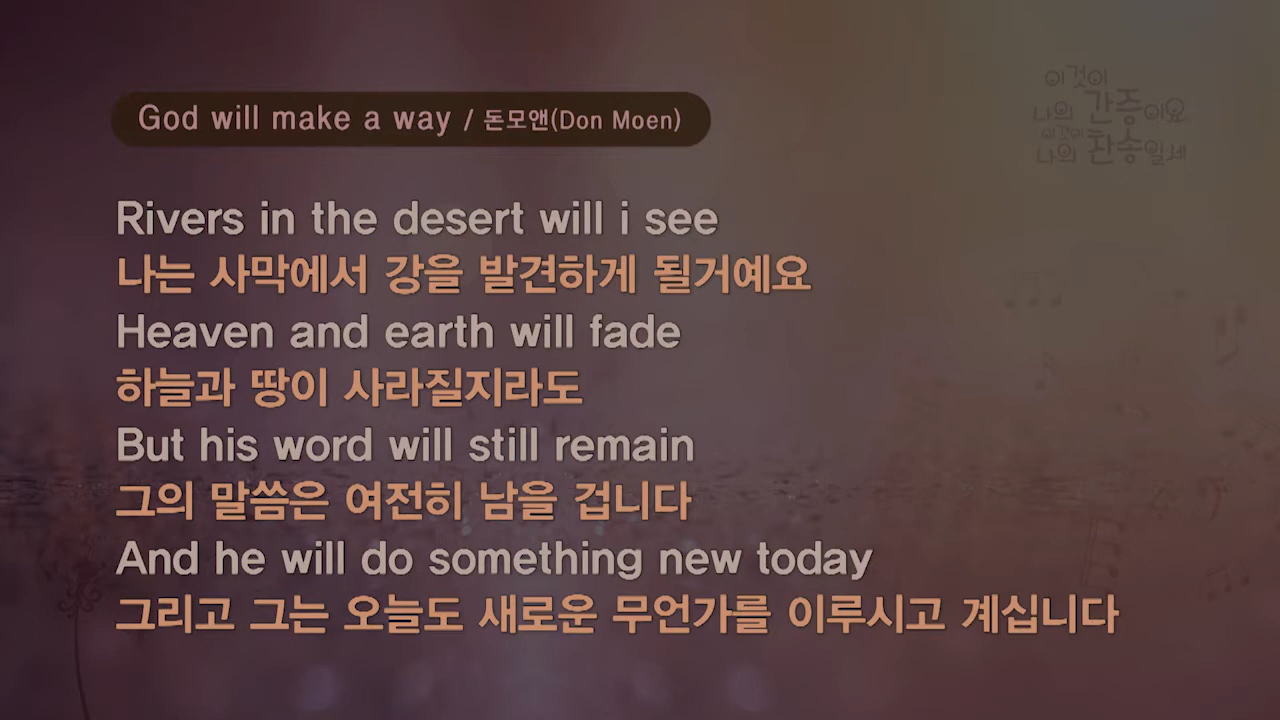 God will make a way / 돈모앤(Don Moen)
이것이
나의 간증이요
이것이
나의 찬송일세
Rivers in the desert will i see
나는 사막에서 강을 발견하게 될거예요
Heaven and earth will fade
하늘과 땅이 사라질지라도
But his word will still remain
그의 말씀은 여전히 남을 겁니다
And he will do something new today
그리고 그는 오늘도 새로운 무언가를 이루시고 계십니다